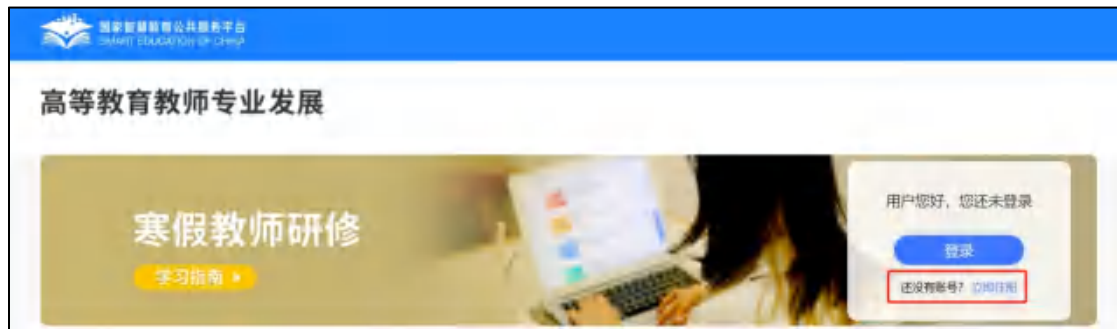 国家智慧教育公共服务平台
SMART EDUCATION OF CHINA
高等教育教师专业发展
寒假教师研修
学习指南
用户您好，您还未登录
登录
还没有账号？ 立即注册